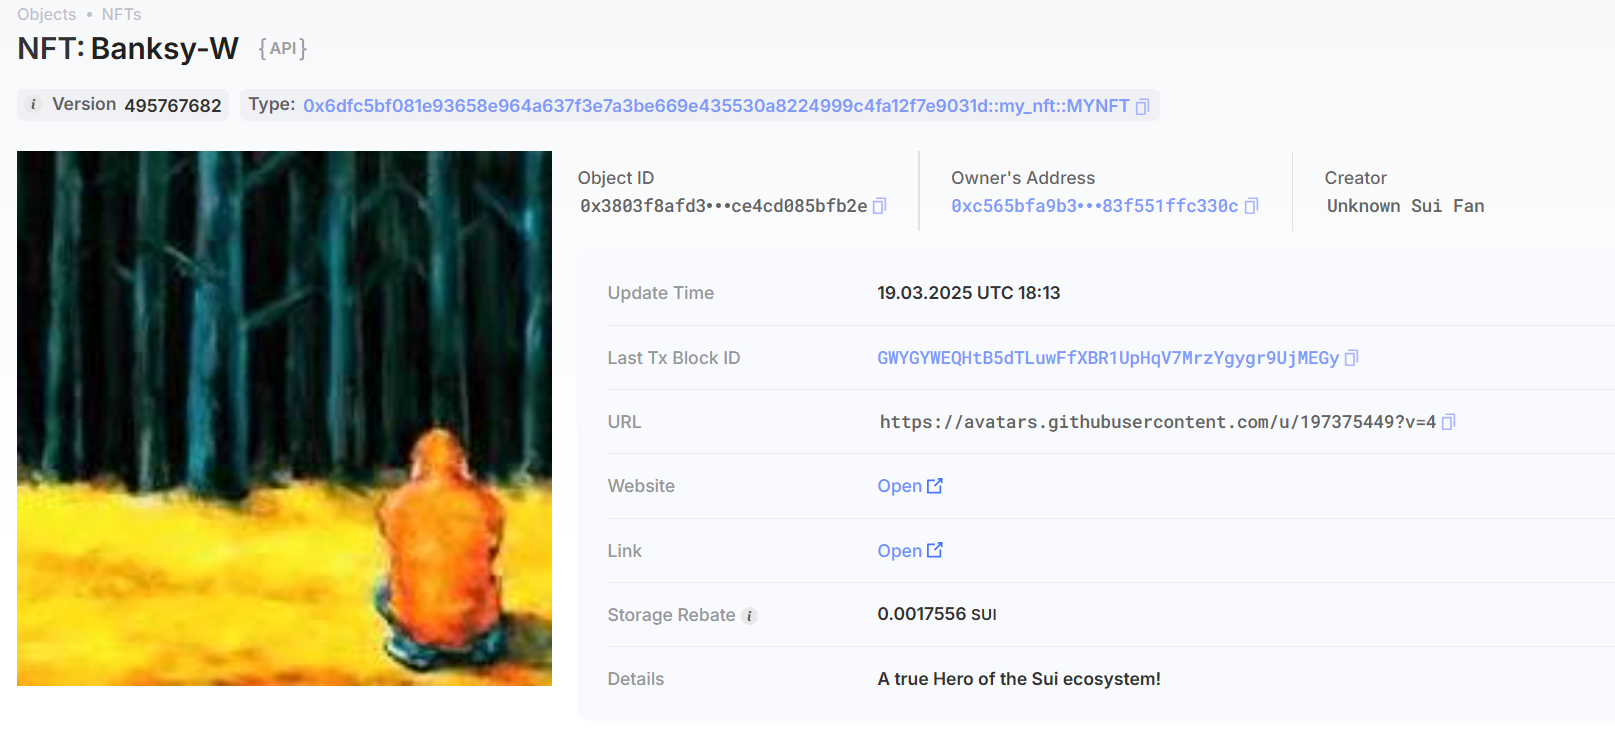 Objects • NFTs
NFT: Banksy-W {API}
i Version 495767682 Type: 0x6dfc5bf081e93658e964a637f3e7a3be669e435530a8224999c4fa12f7e9031d::my_nft::MYNFT
Object ID
0x3803f8afd3•••ce4cd085bfb2e
Owner's Address
0xc565bfa9b3•••83f551ffc330c
Creator
Unknown Sui Fan
Update Time 19.03.2025 UTC 18:13
Last Tx Block ID GWYGYWEQHtB5dTLuwFfXBR1UpHqV7MrzYgygr9UjMEGy
URL https://avatars.githubusercontent.com/u/197375449?v=4
Website Open
Link Open
Storage Rebate i 0.0017556 SUI
Details A true Hero of the Sui ecosystem!